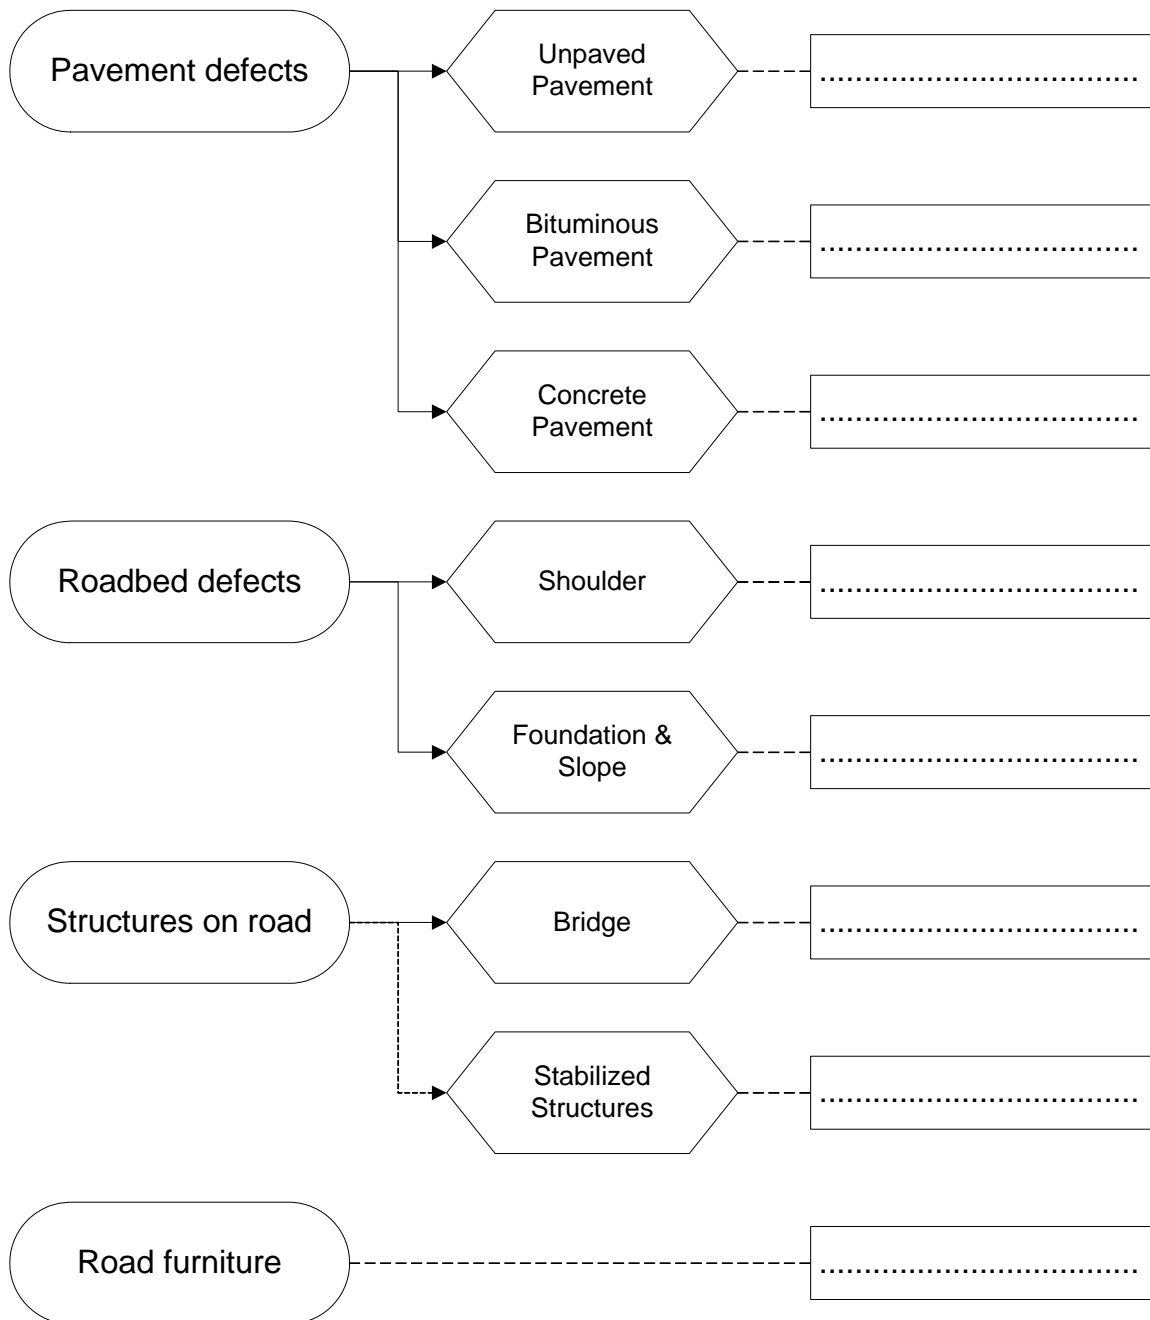 Pavement defects
Unpaved
Pavement
....................................
Bituminous
Pavement
....................................
Concrete
Pavement
....................................
Roadbed defects
Shoulder
....................................
Foundation &
Slope
....................................
Structures on road
Bridge
....................................
Stabilized
Structures
....................................
Road furniture
....................................